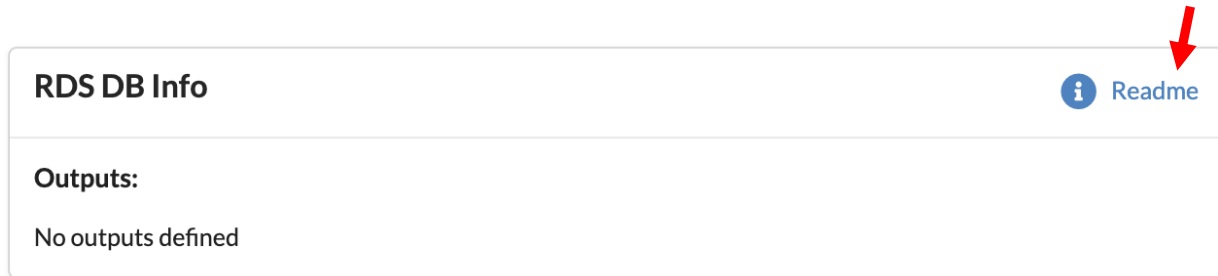 RDS DB Info
Readme
Outputs:
No outputs defined